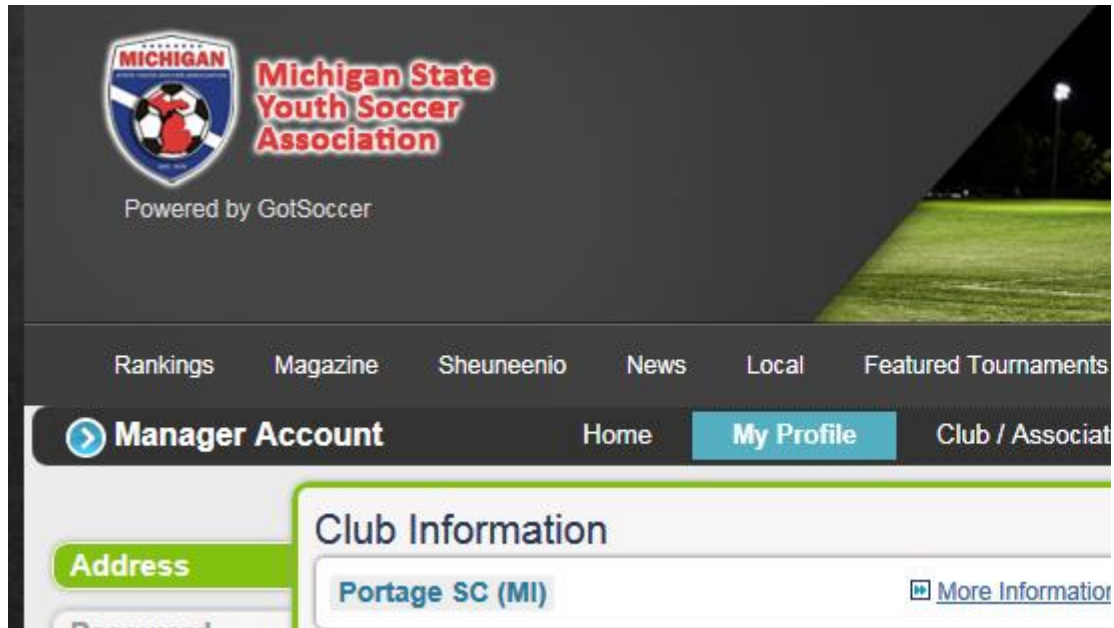 MICHIGAN
Michigan State
Youth Soccer
Association
Powered by GotSoccer
Rankings Magazine Sheuneenio News Local Featured Tournaments
Manager Account Home My Profile Club / Associat
Club Information
Address
Portage SC (MI) More Information